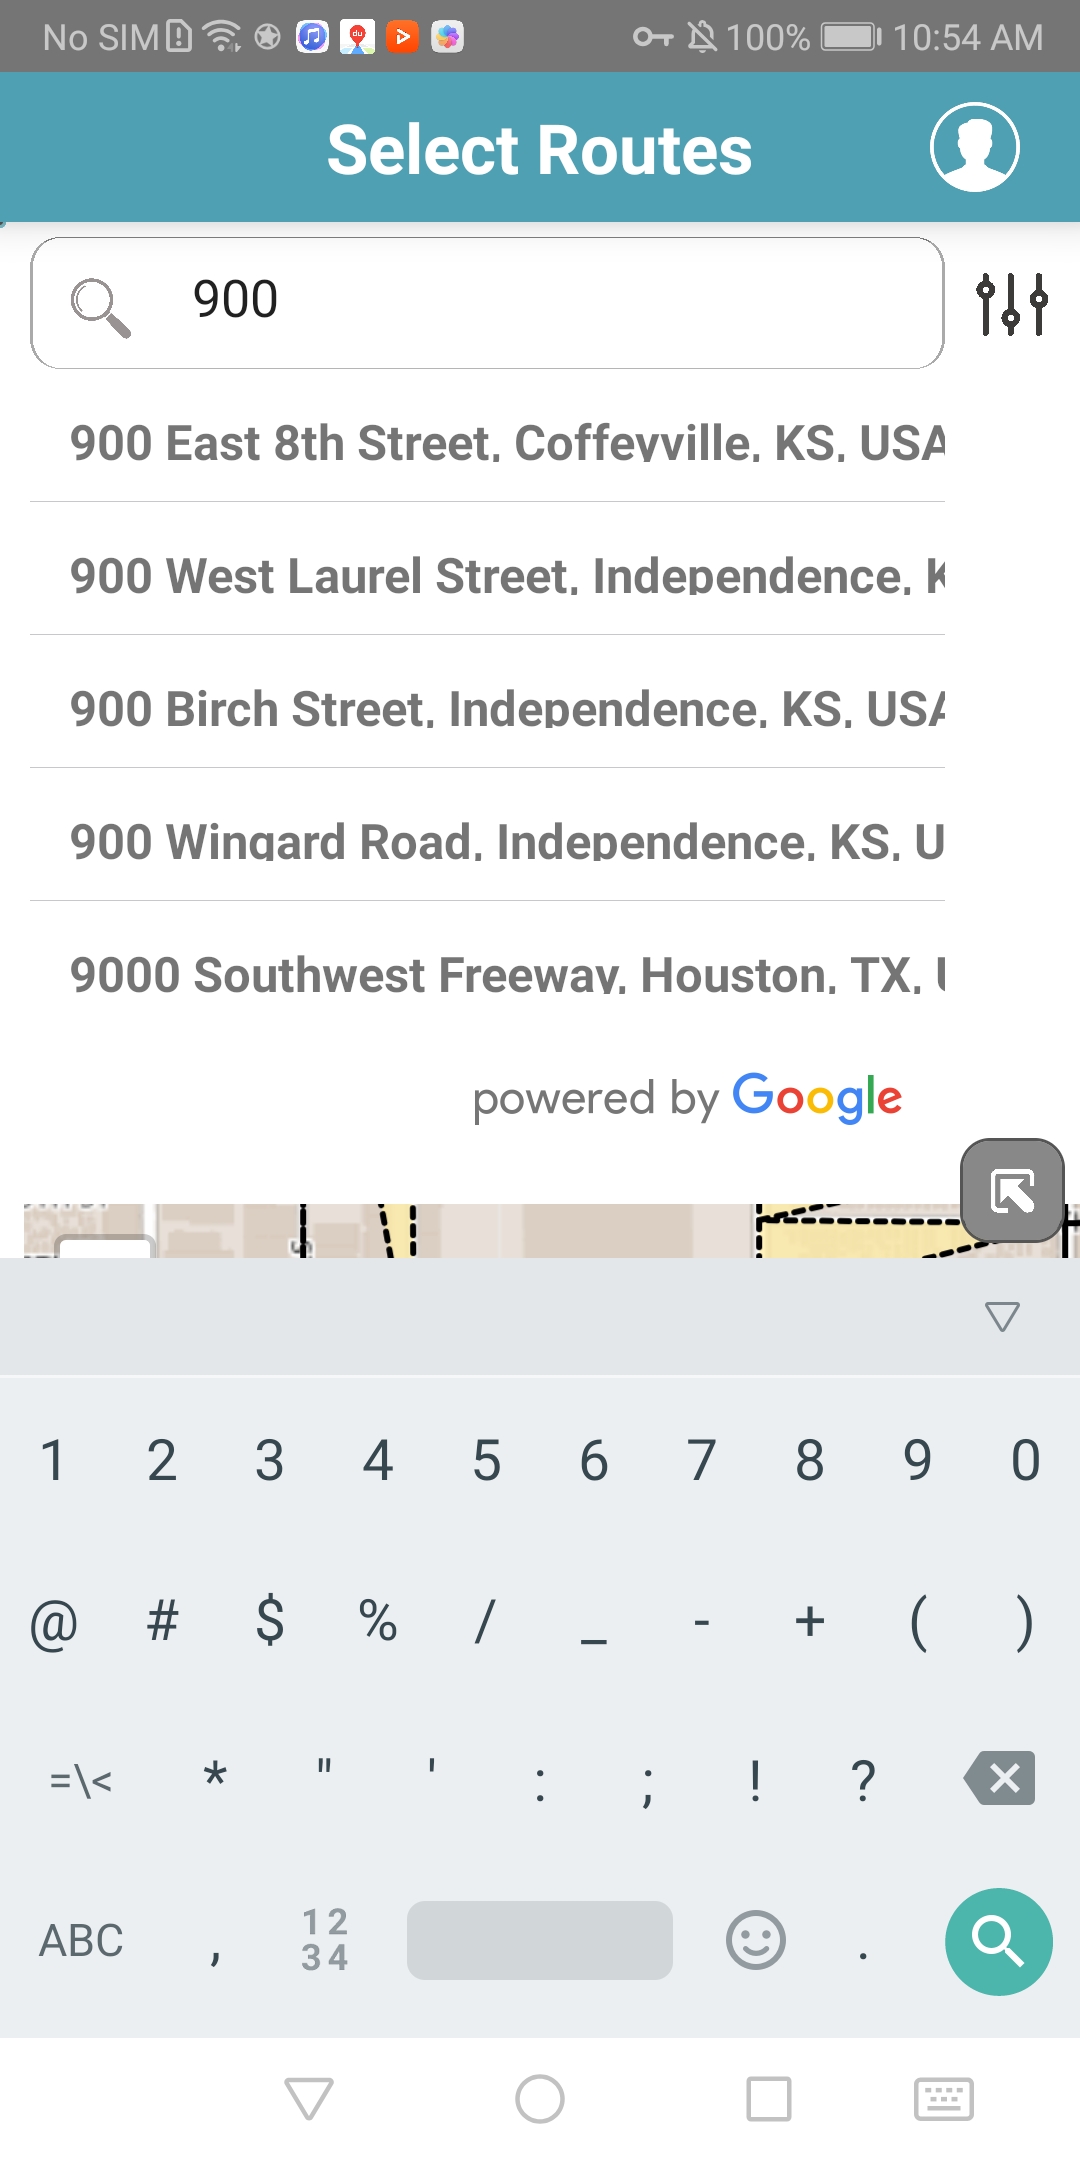 No SIM 100% 10:54 AM
Select Routes
900
900 East 8th Street, Coffeyville, KS, USA
900 West Laurel Street, Independence, K
900 Birch Street, Independence, KS, USA
900 Wingard Road, Independence, KS, U
9000 Southwest Freeway, Houston, TX, U
powered by Google
1 2 3 4 5 6 7 8 9 0
@ # $ % / _ - + ( )
=\< * " ' : ; ! ?
ABC , 12 34 .